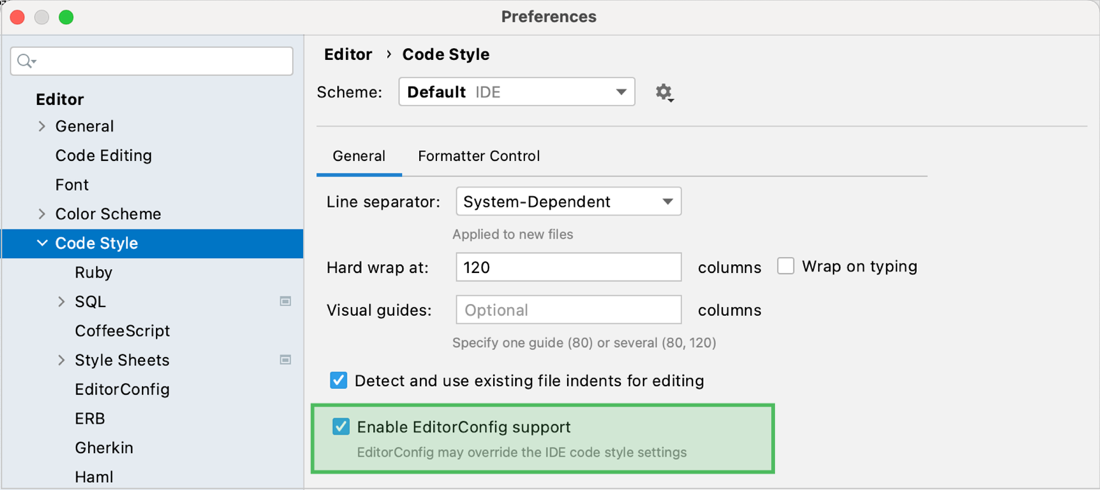 Preferences
Editor
General
Code Editing
Font
Color Scheme
Code Style
Ruby
SQL
CoffeeScript
Style Sheets
EditorConfig
ERB
Gherkin
Haml
Editor › Code Style
Scheme: Default IDE
General Formatter Control
Line separator: System-Dependent
Applied to new files
Hard wrap at: 120 columns Wrap on typing
Visual guides: Optional columns
Specify one guide (80) or several (80, 120)
Detect and use existing file indents for editing
Enable EditorConfig support
EditorConfig may override the IDE code style settings